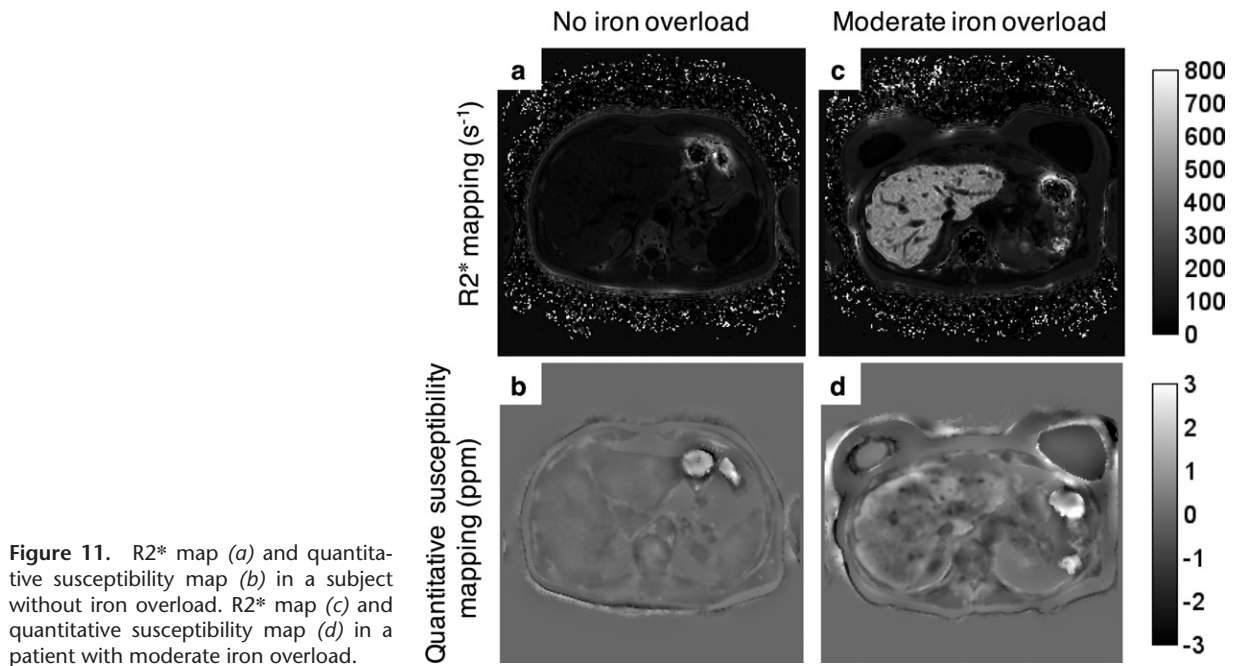 No iron overload
Moderate iron overload
a
c
R2* mapping (s-1)
800
700
600
500
400
300
200
100
0
b
d
Quantitative susceptibility
mapping (ppm)
3
2
1
0
-1
-2
-3
Figure 11. R2* map (a) and quantita-
tive susceptibility map (b) in a subject
without iron overload. R2* map (c) and
quantitative susceptibility map (d) in a
patient with moderate iron overload.